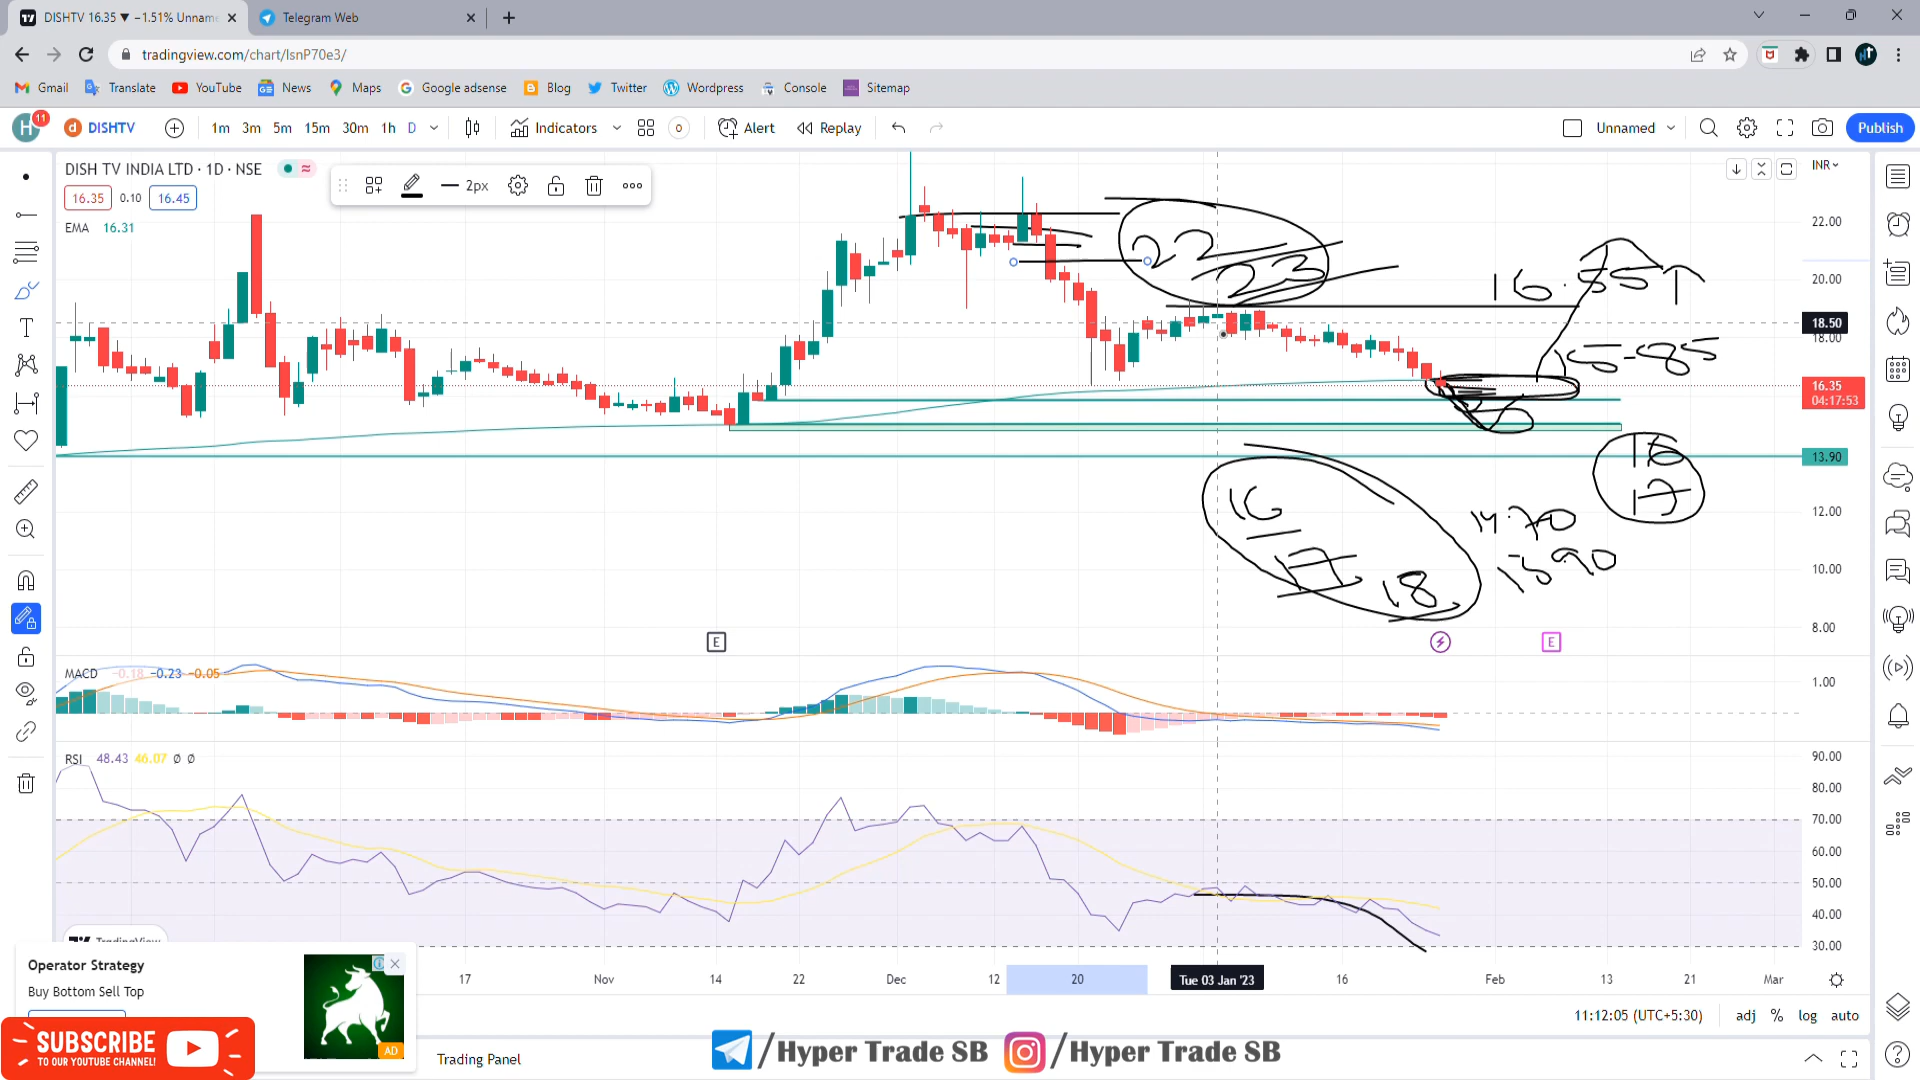 DISHTV 16.35 ▼ −1.51% Unname
Telegram Web
tradingview.com/chart/lsnP70e3/
Gmail Translate YouTube News Maps Google adsense Blog Twitter Wordpress Console Sitemap
H 11 DISHTV 1m 3m 5m 15m 30m 1h D Indicators Alert Replay Unnamed Publish
DISH TV INDIA LTD · 1D · NSE
2px
INR
16.35 0.10 16.45
EMA 16.31
22.00
20.00
18.50
18.00
16.35
04:17:53
13.90
12.00
10.00
8.00
22
23
16.55
15-85
16
17
16
17
18
14.70
13.90
E
E
MACD −0.18 −0.23 −0.05
1.00
RSI 48.43 46.07 Ø Ø
90.00
80.00
70.00
60.00
50.00
40.00
30.00
TradingView
17 Nov 14 22 Dec 12 20 Tue 03 Jan '23 16 Feb 13 21 Mar
Operator Strategy
Buy Bottom Sell Top
AD
11:12:05 (UTC+5:30) adj % log auto
SUBSCRIBE
TO OUR YOUTUBE CHANNEL!
Trading Panel
/Hyper Trade SB /Hyper Trade SB